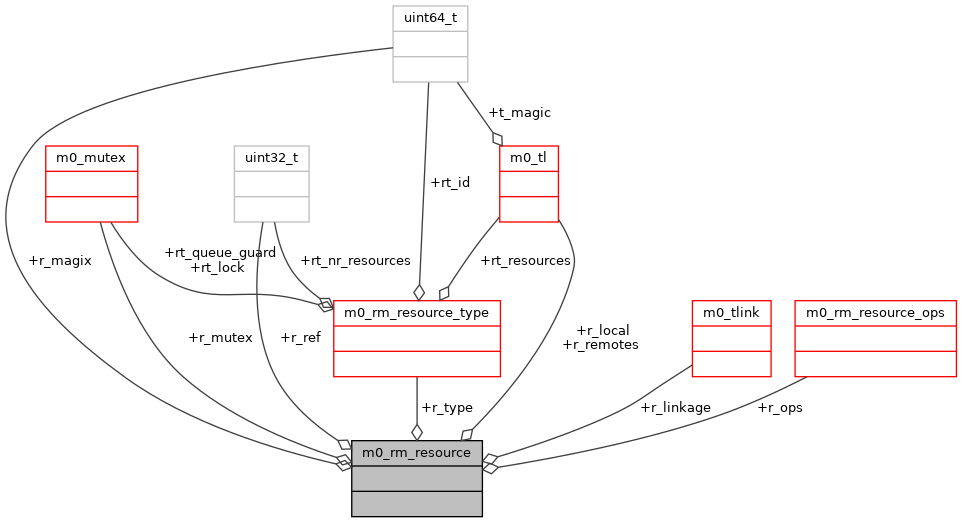 uint64_t
+t_magic
m0_mutex
uint32_t
m0_tl
+rt_id
+rt_queue_guard
+rt_lock
+r_magix
+rt_nr_resources
+rt_resources
m0_rm_resource_type
m0_tlink
m0_rm_resource_ops
+r_mutex
+r_ref
+r_local
+r_remotes
+r_type
+r_linkage
+r_ops
m0_rm_resource